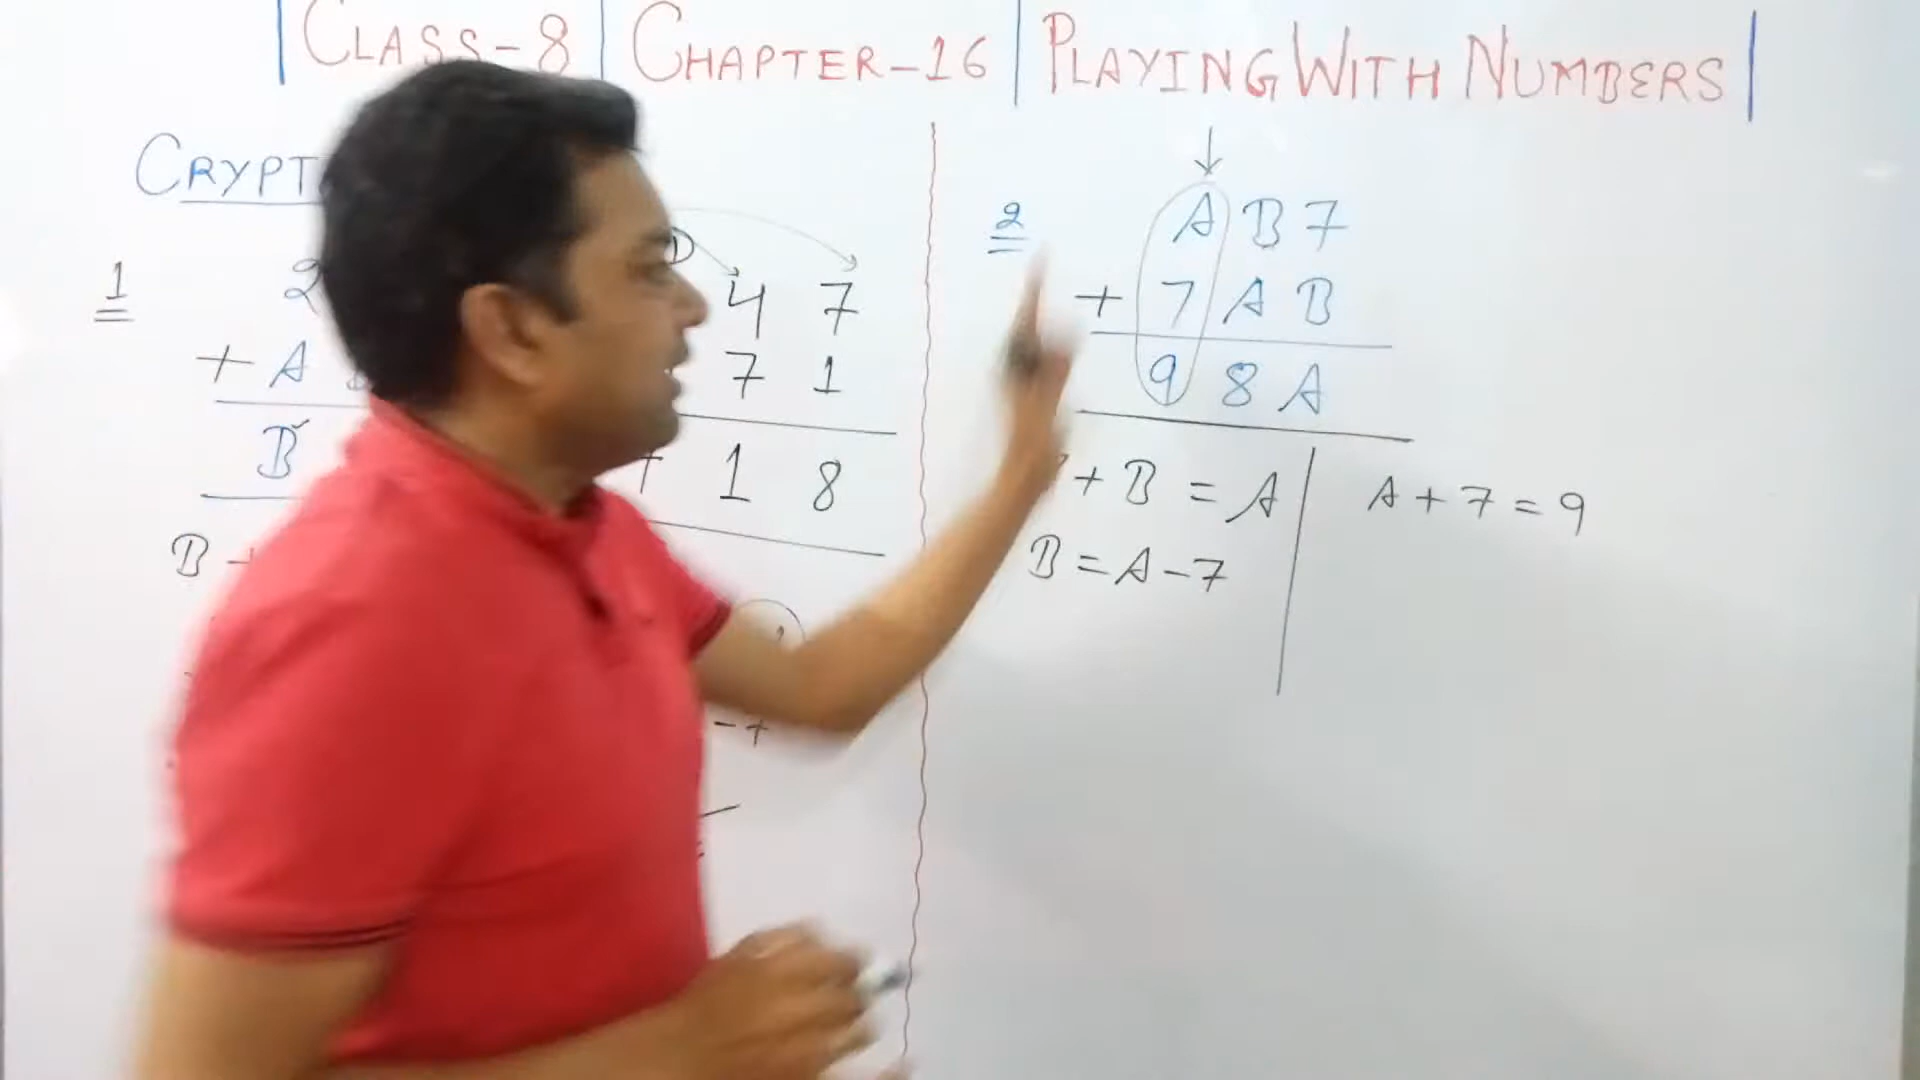 CLASS-8 | CHAPTER-16 | PLAYING WITH NUMBERS
CRYPT
1
2
+ A
B
4 7
7 1
1 8
B
2
A B 7
+ 7 A B
9 8 A
+ B = A
B = A - 7
A + 7 = 9